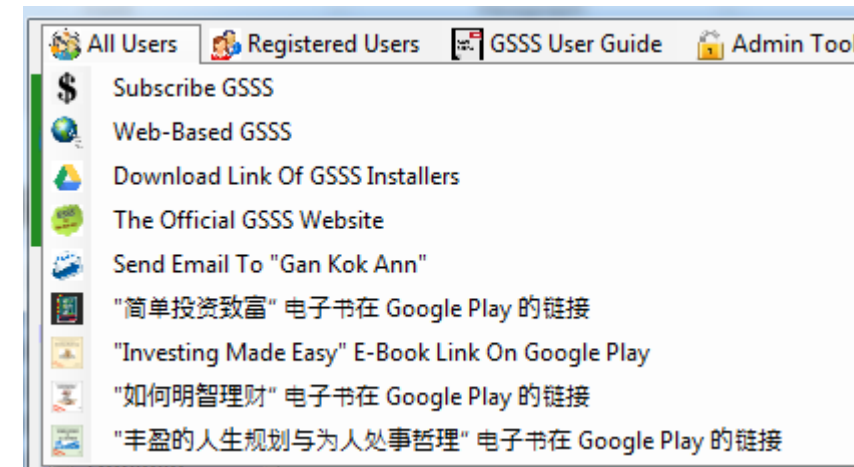 All Users Registered Users GSSS User Guide Admin Tool
$ Subscribe GSSS
Web-Based GSSS
Download Link Of GSSS Installers
The Official GSSS Website
Send Email To "Gan Kok Ann"
"简单投资致富" 电子书在 Google Play 的链接
"Investing Made Easy" E-Book Link On Google Play
"如何明智理财" 电子书在 Google Play 的链接
"丰盈的人生规划与为人处事哲理" 电子书在 Google Play 的链接